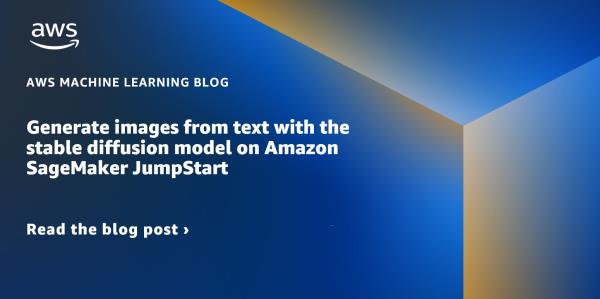 aws
AWS MACHINE LEARNING BLOG
Generate images from text with the
stable diffusion model on Amazon
SageMaker JumpStart
Read the blog post ›